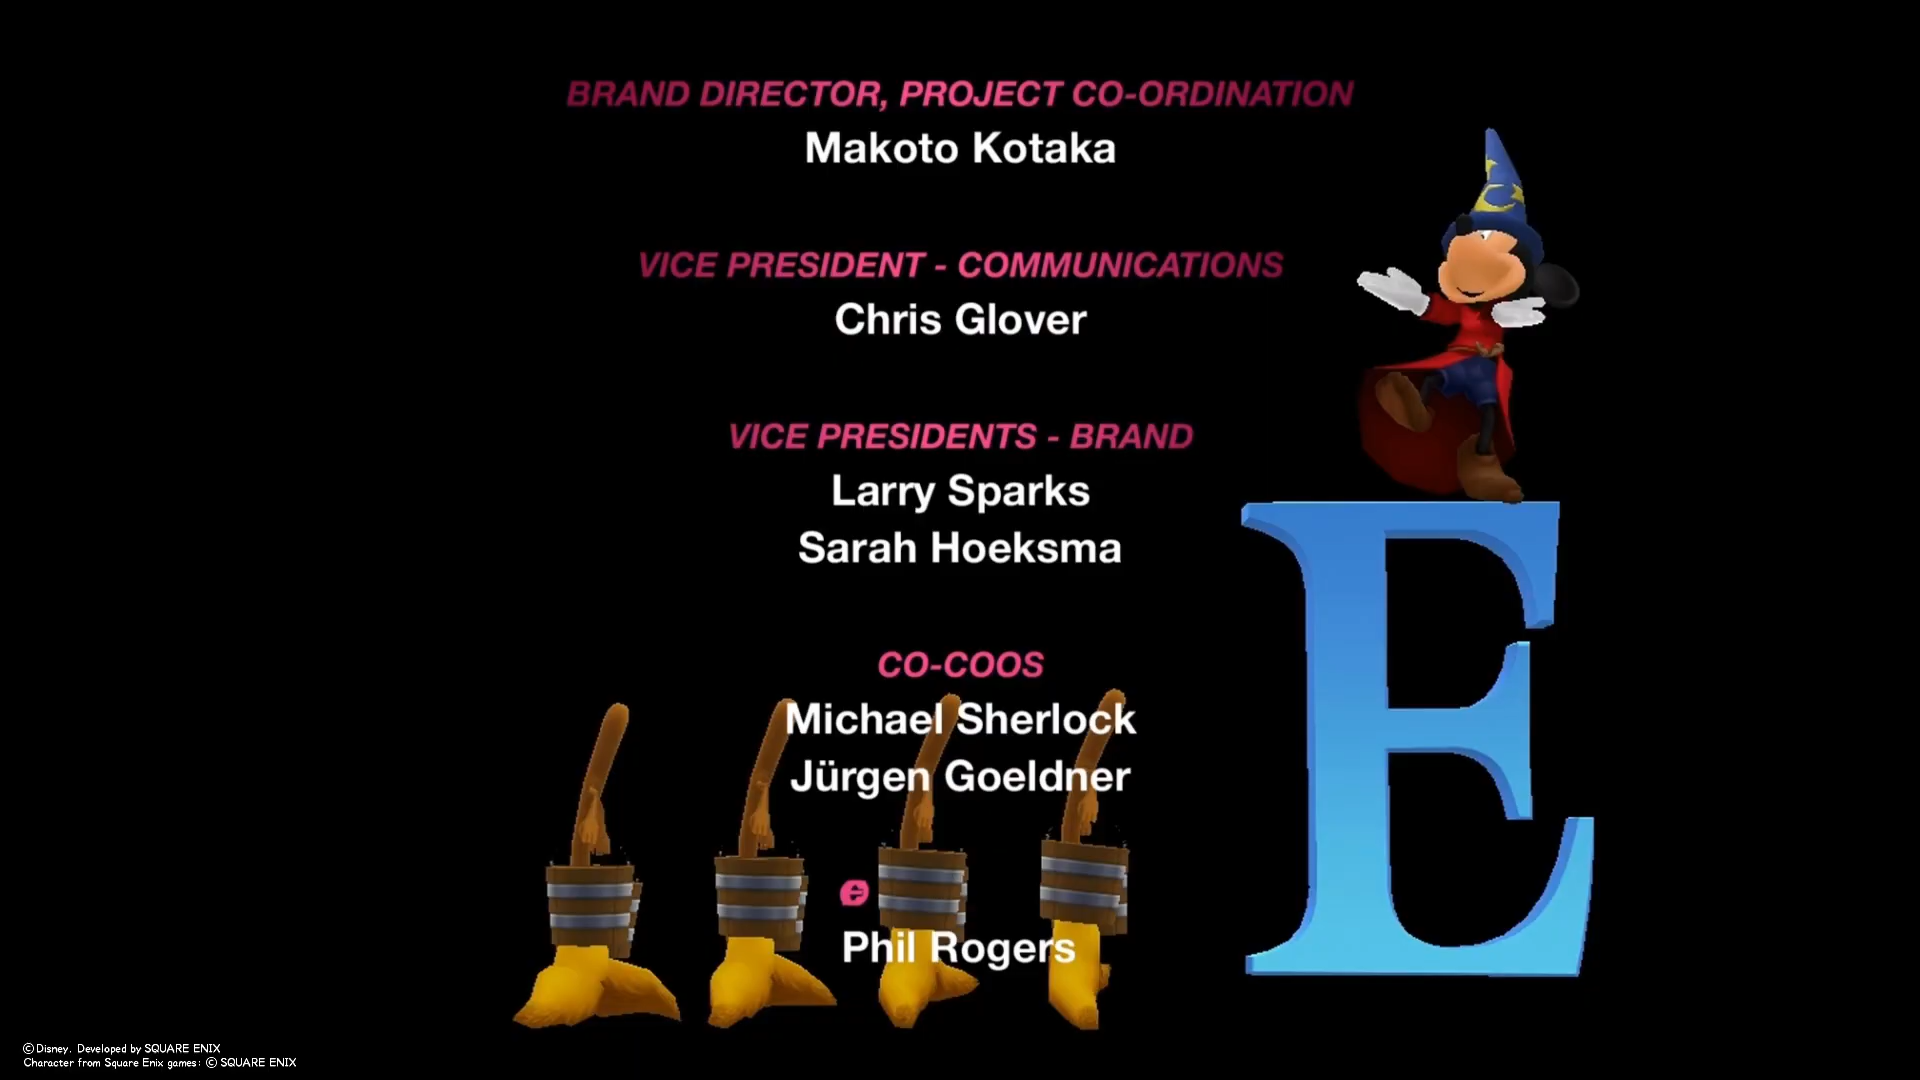 BRAND DIRECTOR, PROJECT CO-ORDINATION
Makoto Kotaka
VICE PRESIDENT - COMMUNICATIONS
Chris Glover
VICE PRESIDENTS - BRAND
Larry Sparks
Sarah Hoeksma
CO-COOS
Michael Sherlock
Jürgen Goeldner
Phil Rogers
E
©Disney. Developed by SQUARE ENIX
Character from Square Enix games: © SQUARE ENIX